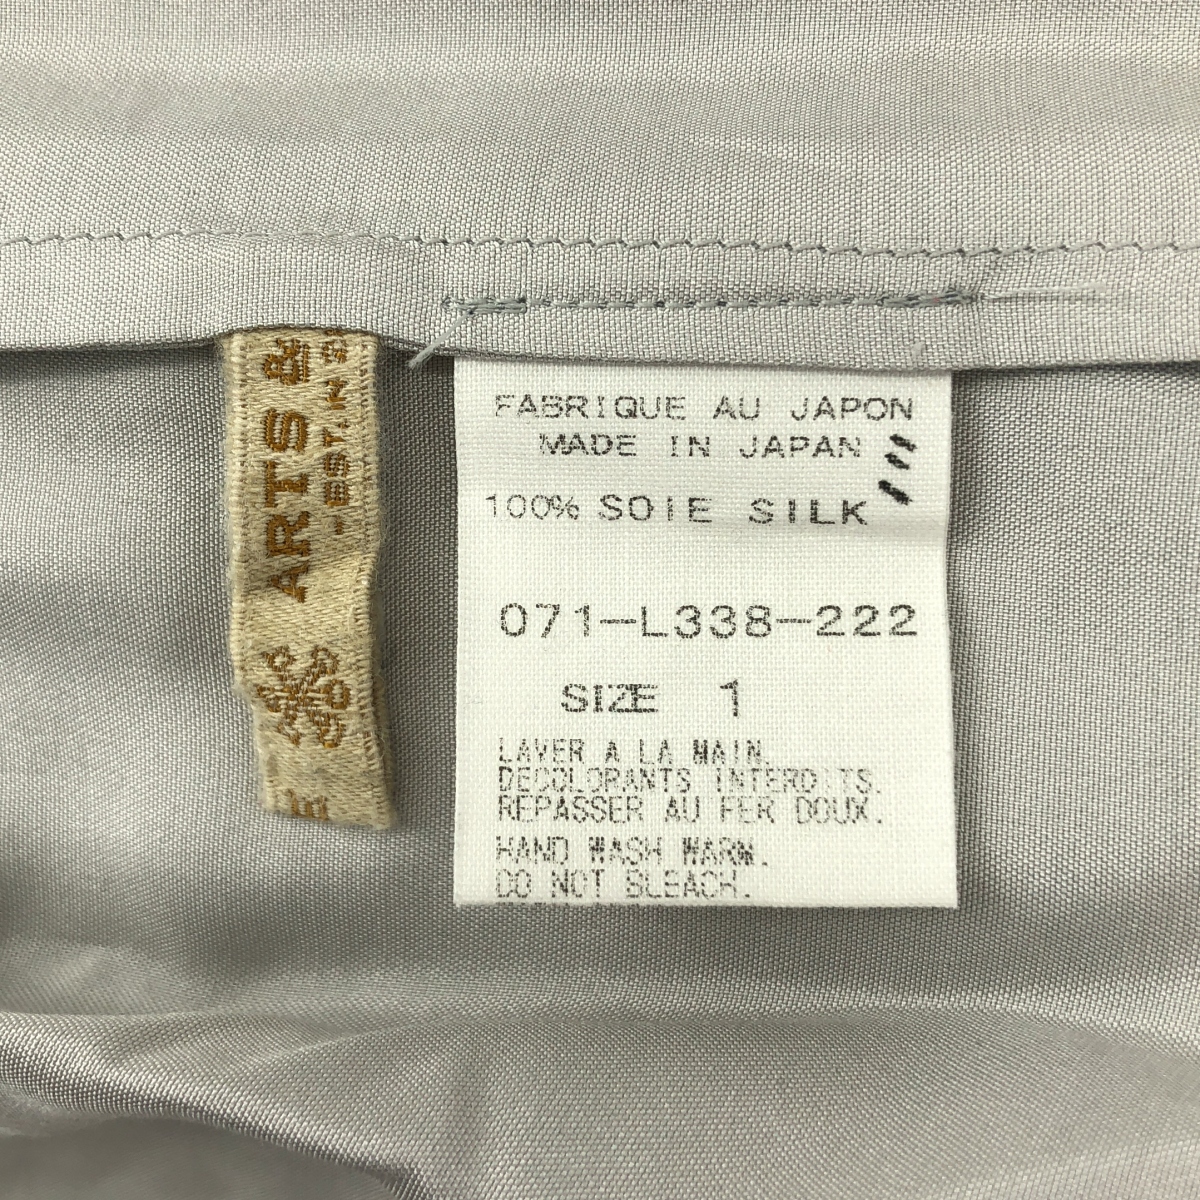 ARTS &
-EST. IN 2
E
FABRIQUE AU JAPON
MADE IN JAPAN
100% SOIE SILK
071-L338-222
SIZE 1
LAVER A LA MAIN.
DECOLORANTS INTERDITS.
REPASSER AU FER DOUX.
HAND WASH WARM.
DO NOT BLEACH.